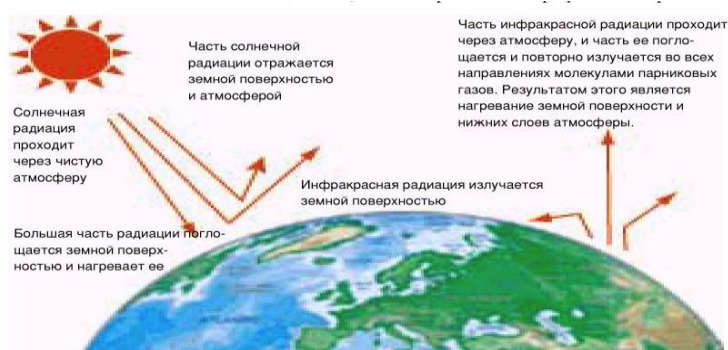 Часть солнечной
радиации отражается
земной поверхностью
и атмосферой
Часть инфракрасной радиации проходит
через атмосферу, и часть ее погло-
щается и повторно излучается во всех
направлениях молекулами парниковых
газов. Результатом этого является
нагревание земной поверхности и
нижних слоев атмосферы.
Солнечная
радиация
проходит
через чистую
атмосферу
Инфракрасная радиация излучается
земной поверхностью
Большая часть радиации погло-
щается земной поверх-
ностью и нагревает ее